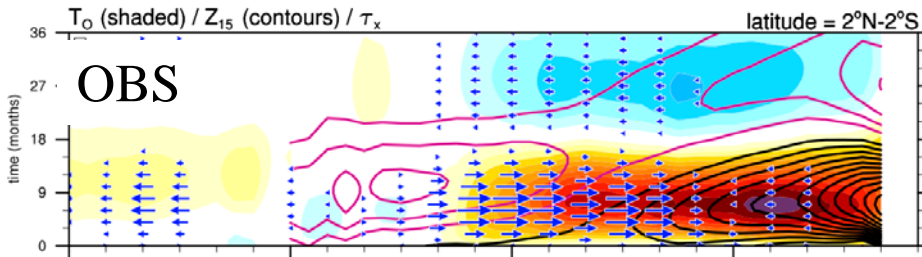 T_O (shaded) / Z_15 (contours) / τ_x
latitude = 2°N-2°S
36
OBS
27
time (months)
18
9
0